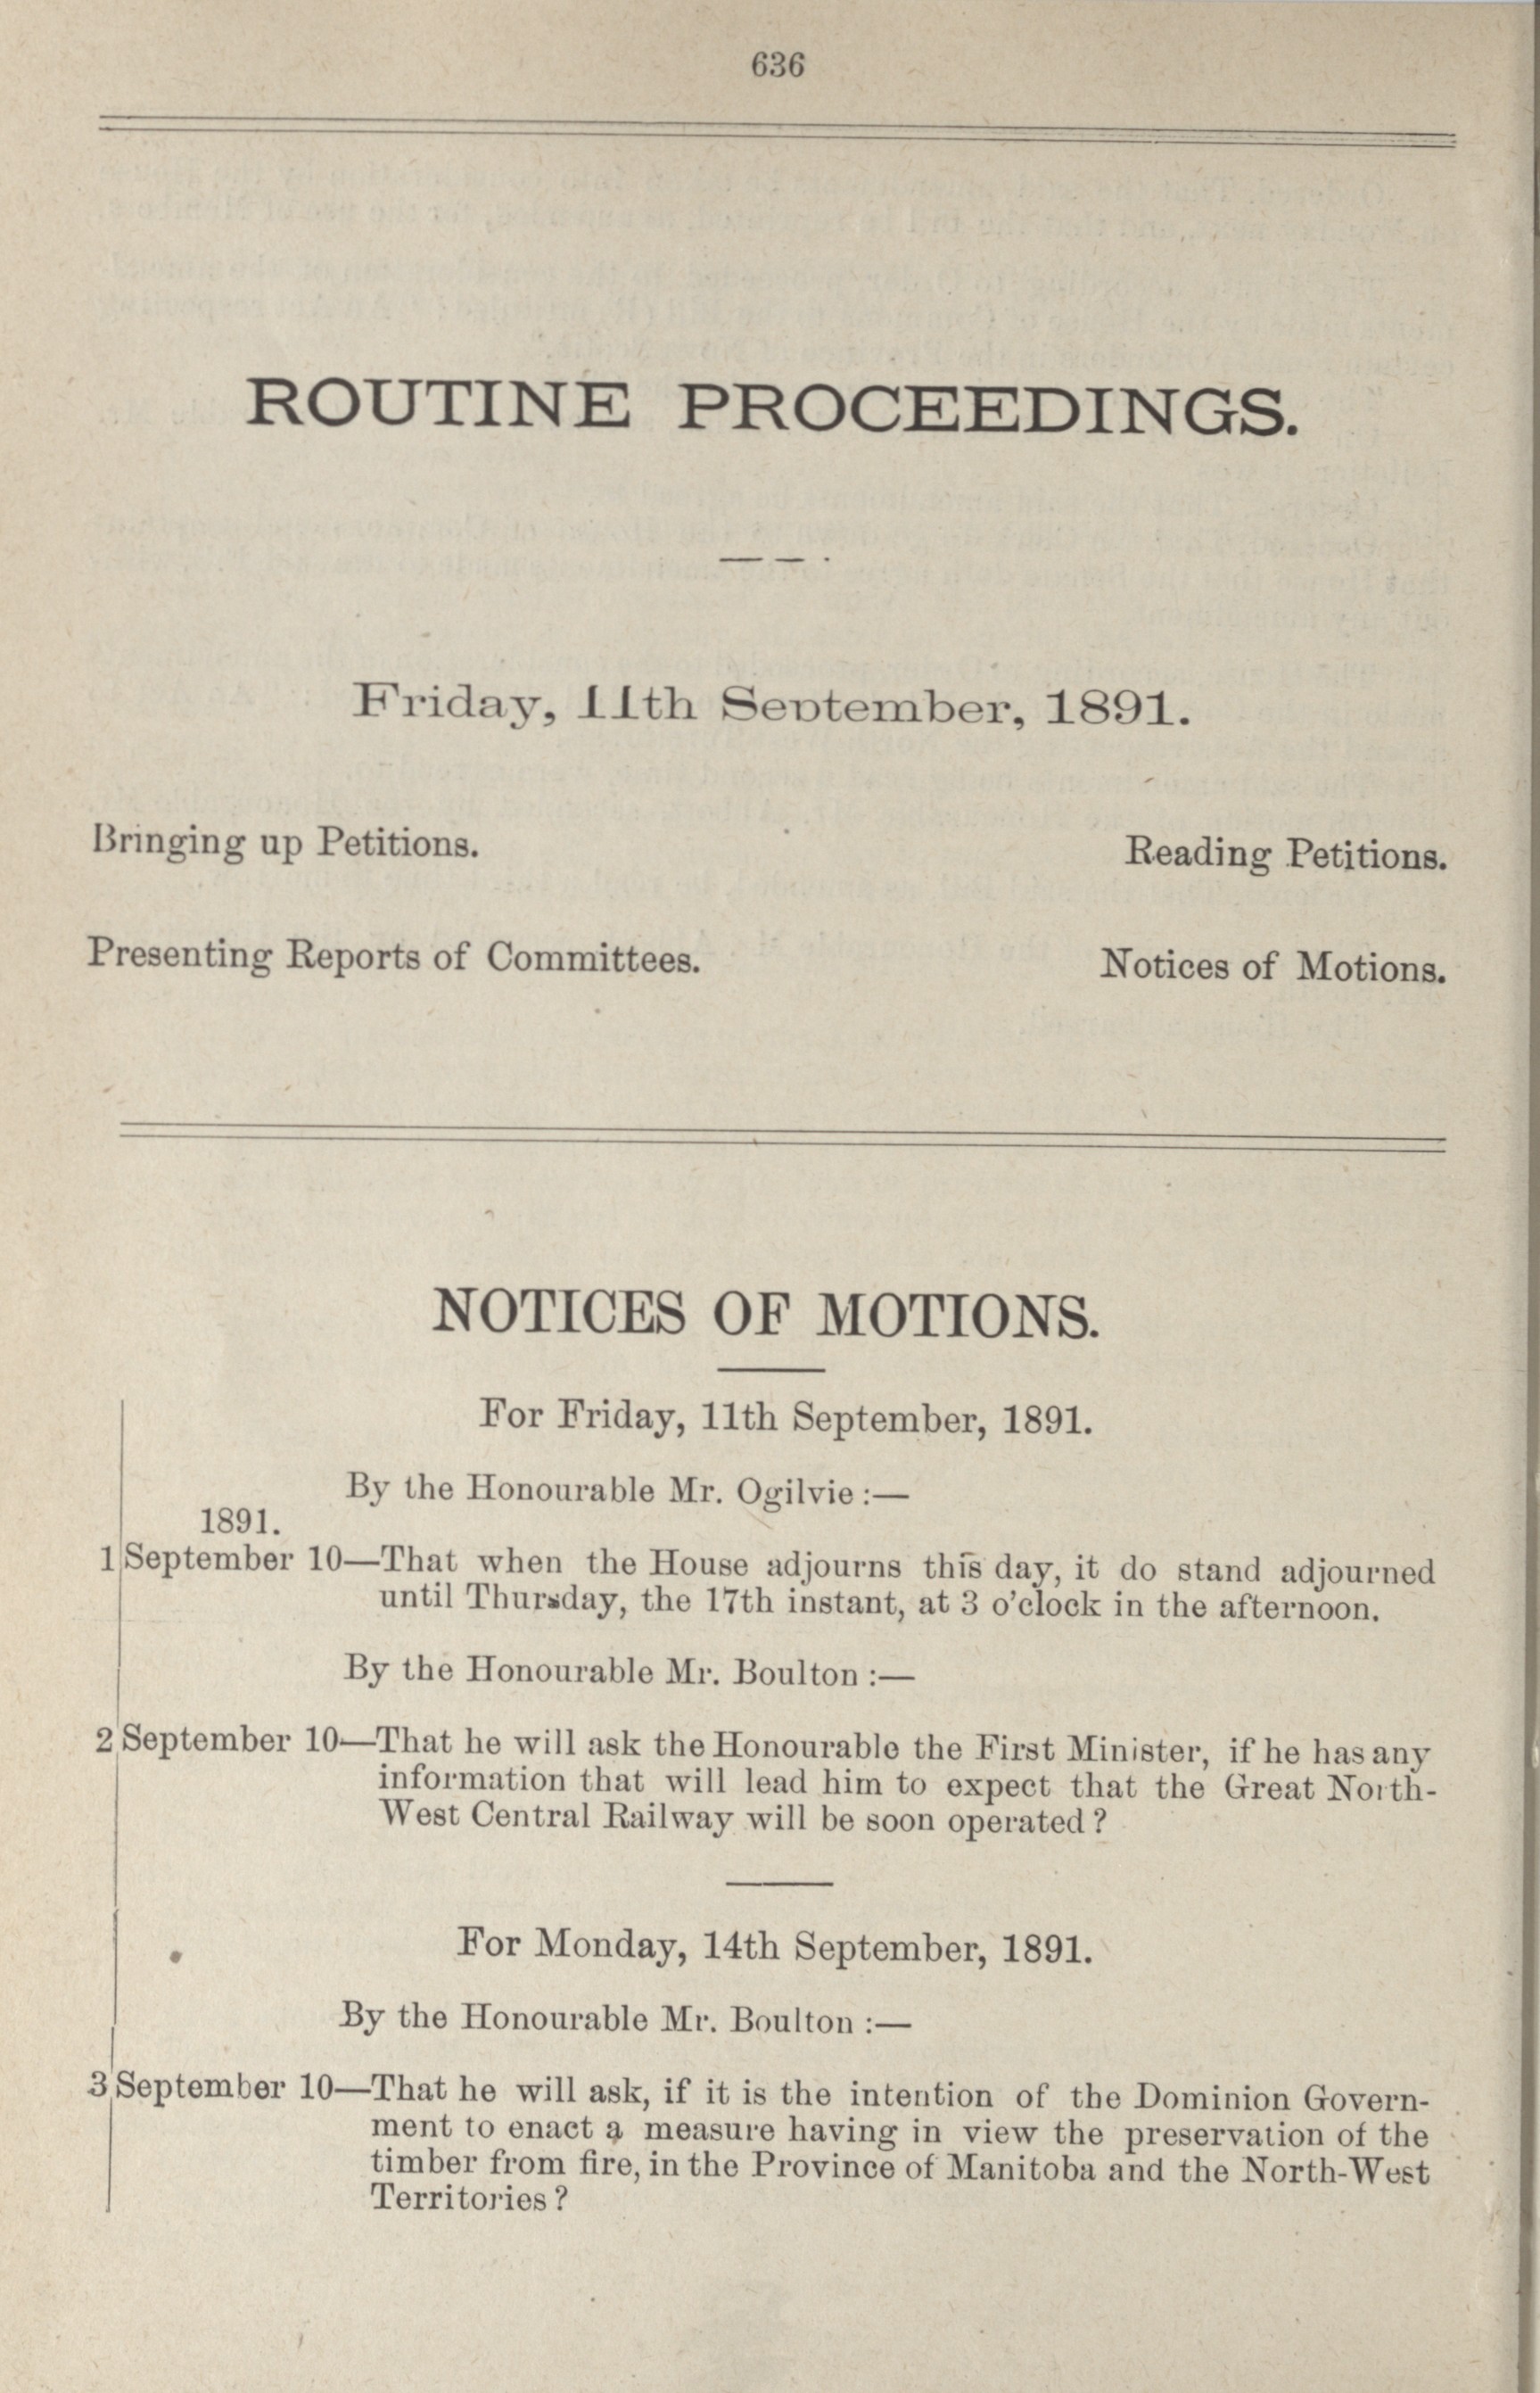 636
ROUTINE PROCEEDINGS.
Friday, 11th September, 1891.
Bringing up Petitions. Reading Petitions.
Presenting Reports of Committees. Notices of Motions.
NOTICES OF MOTIONS.
For Friday, 11th September, 1891.
By the Honourable Mr. Ogilvie :—
1891.
1 September 10—That when the House adjourns this day, it do stand adjourned
until Thursday, the 17th instant, at 3 o'clock in the afternoon.
By the Honourable Mr. Boulton :—
2 September 10—That he will ask the Honourable the First Minister, if he has any
information that will lead him to expect that the Great North-
West Central Railway will be soon operated ?
For Monday, 14th September, 1891.
By the Honourable Mr. Boulton :—
3 September 10—That he will ask, if it is the intention of the Dominion Govern-
ment to enact a measure having in view the preservation of the
timber from fire, in the Province of Manitoba and the North-West
Territories ?